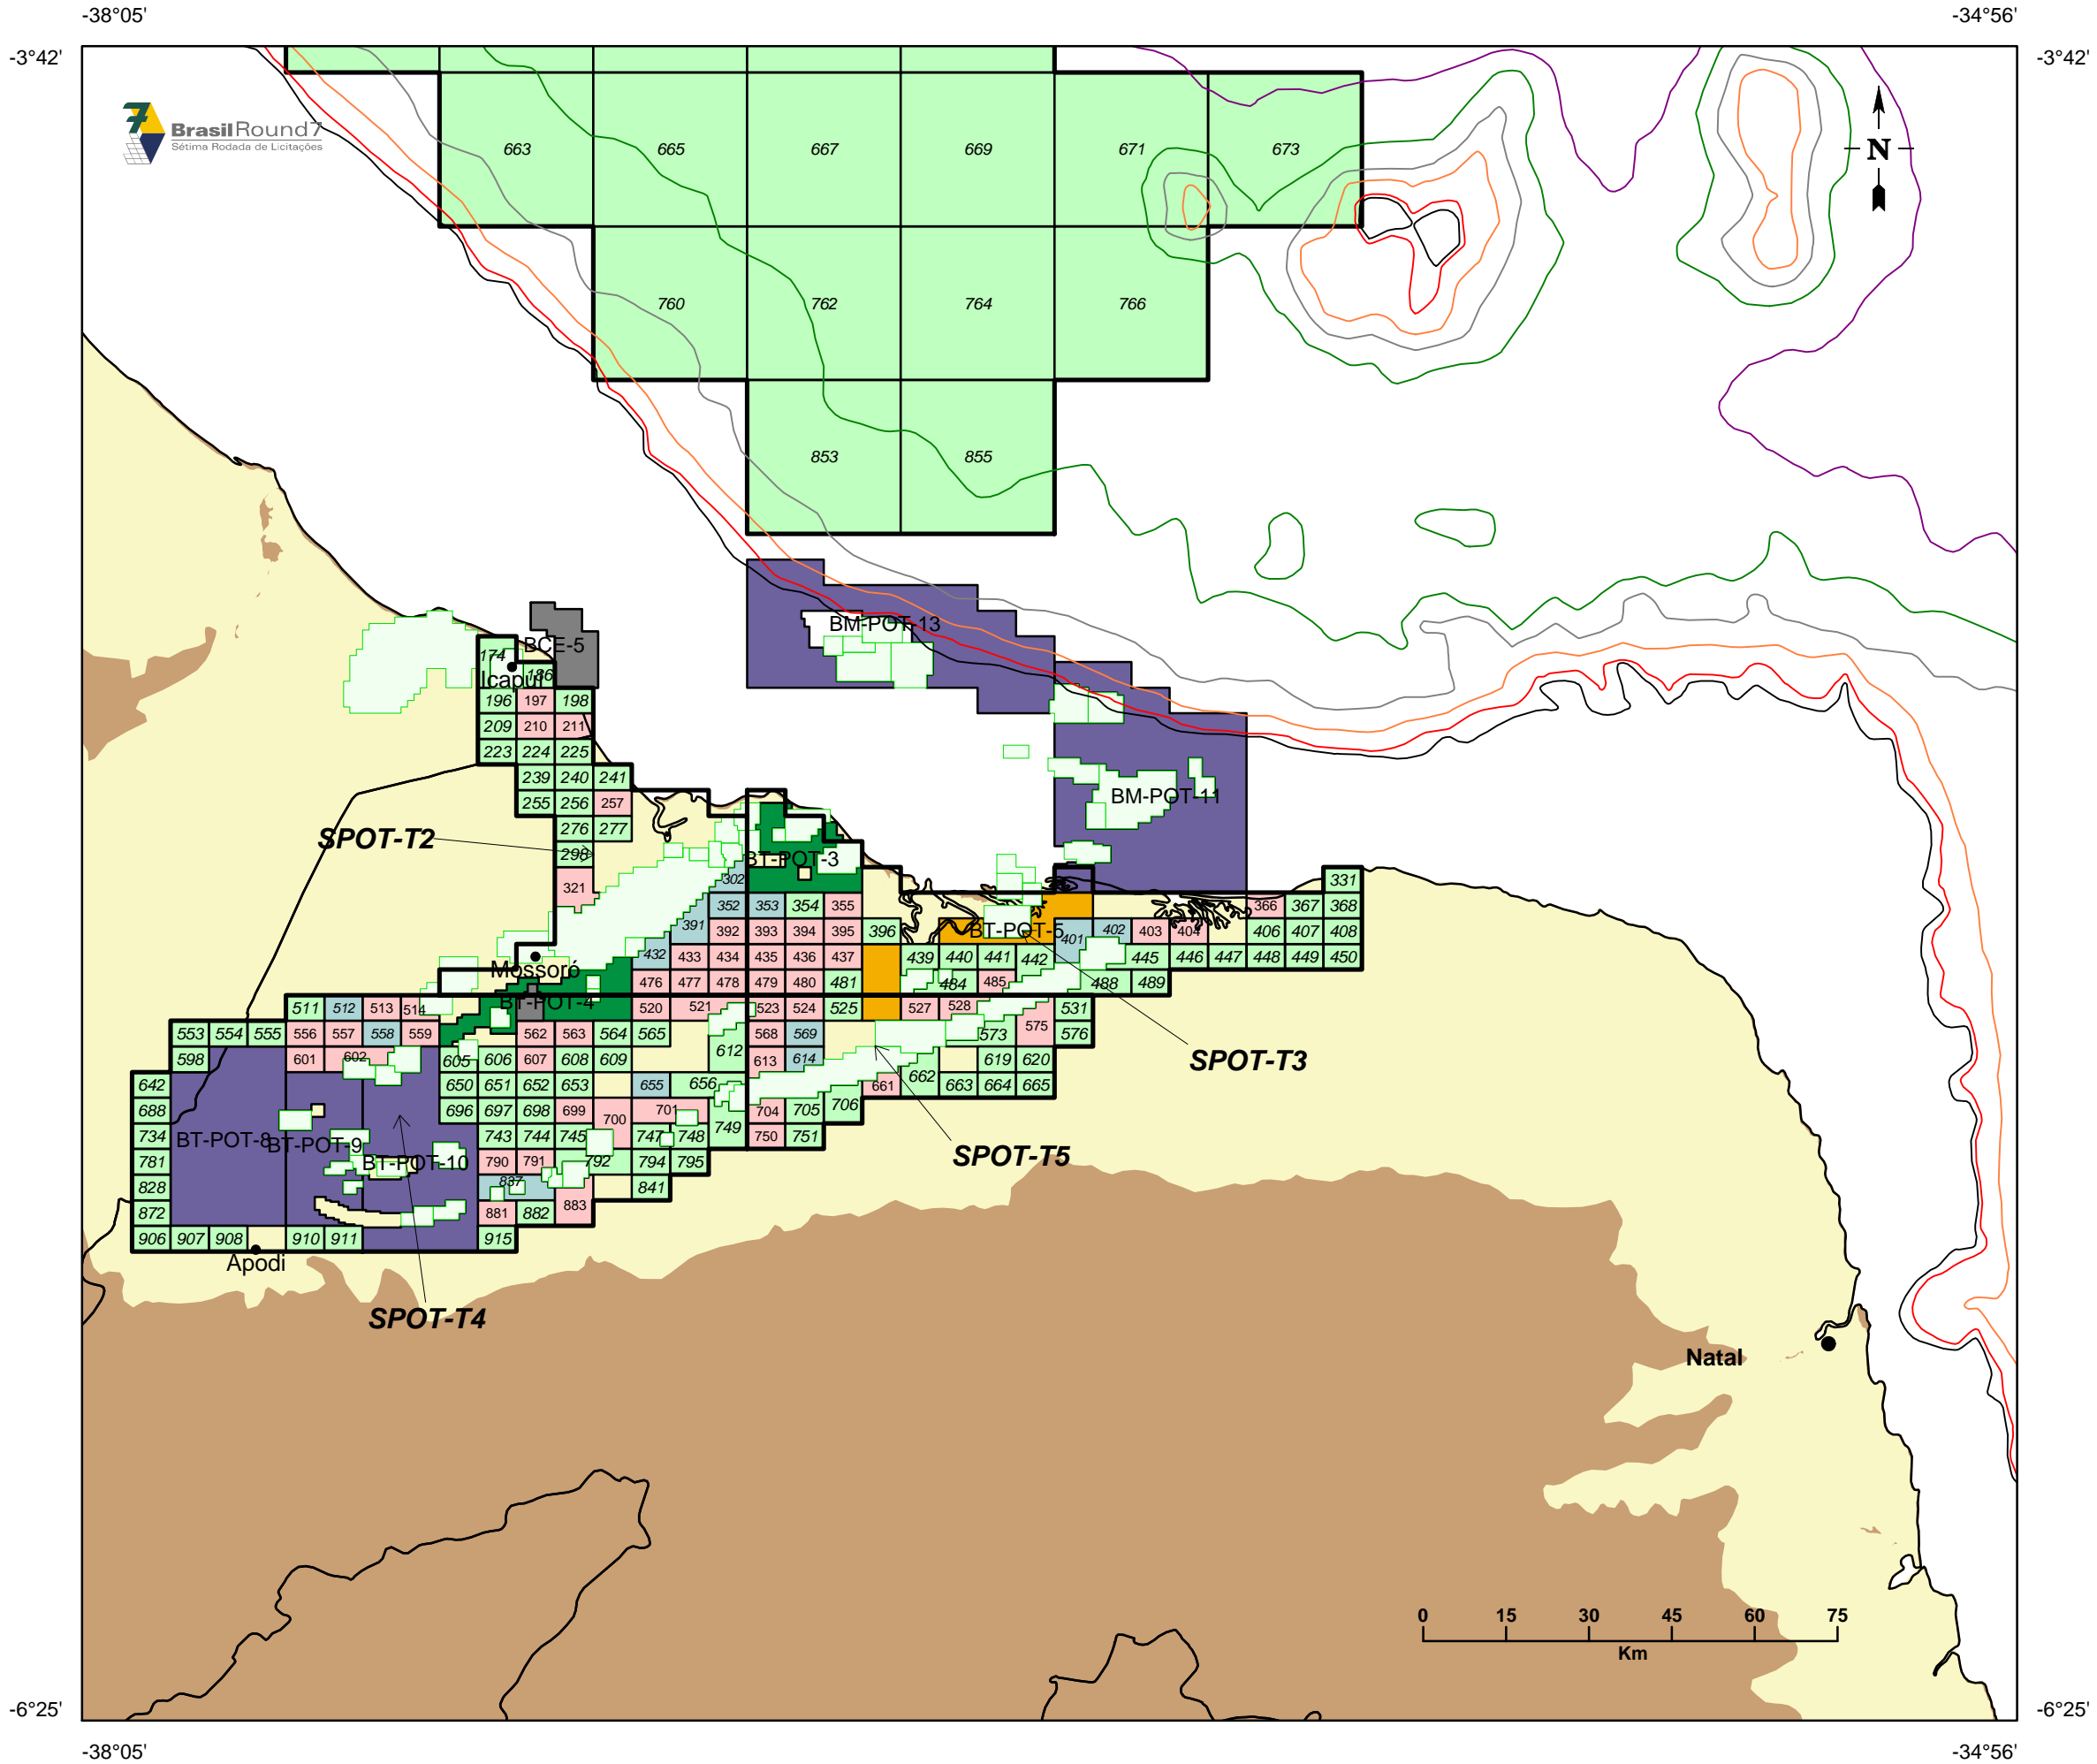 -38°05' -34°56'
-3°42' -3°42'
7
BrasilRound7
Sétima Rodada de Licitações
N
663 665 667 669 671 673
760 762 764 766
853 855
BM-POT-13
BCE-5
174
186
Icapuí
196 197 198
209 210 211
223 224 225
239 240 241
255 256 257
BM-POT-11
276 277
SPOT-T2
298
BT-POT-3
302
321
331
352 353 354 355 366 367 368
391 392 393 394 395 396 BT-POT-5 401 402 403 404 406 407 408
432 433 434 435 436 437 439 440 441 442 445 446 447 448 449 450
Mossoró
476 477 478 479 480 481 484 485 488 489
BT-POT-4
511 512 513 514 520 521 523 524 525 527 528 531
553 554 555 556 557 558 559 562 563 564 565 568 569 573 575 576
598 601 602 605 606 607 608 609 612 613 614 619 620
SPOT-T3
642 650 651 652 653 655 656 661 662 663 664 665
688 696 697 698 699 700 701 704 705 706
734 BT-POT-8 BT-POT-9 743 744 745 747 748 749 750 751
SPOT-T5
781 BT-POT-10 790 791 792 794 795
828 837 841
872 881 882 883
906 907 908 910 911 915
Apodi
SPOT-T4
Natal
0 15 30 45 60 75
Km
-6°25' -6°25'
-38°05' -34°56'